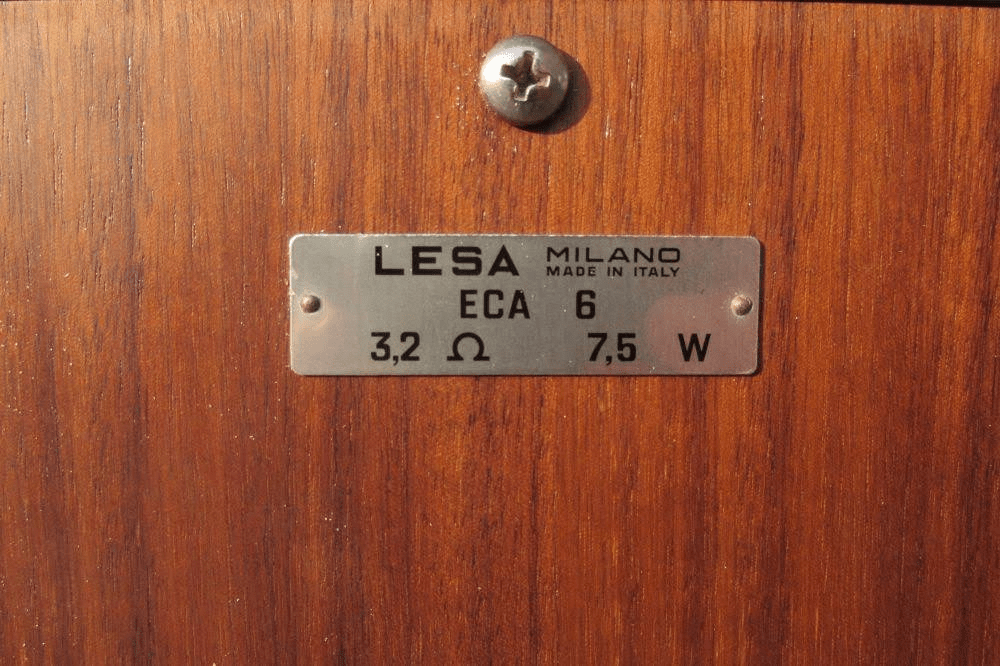 LESA MILANO
MADE IN ITALY
ECA 6
3,2 Ω 7,5 W